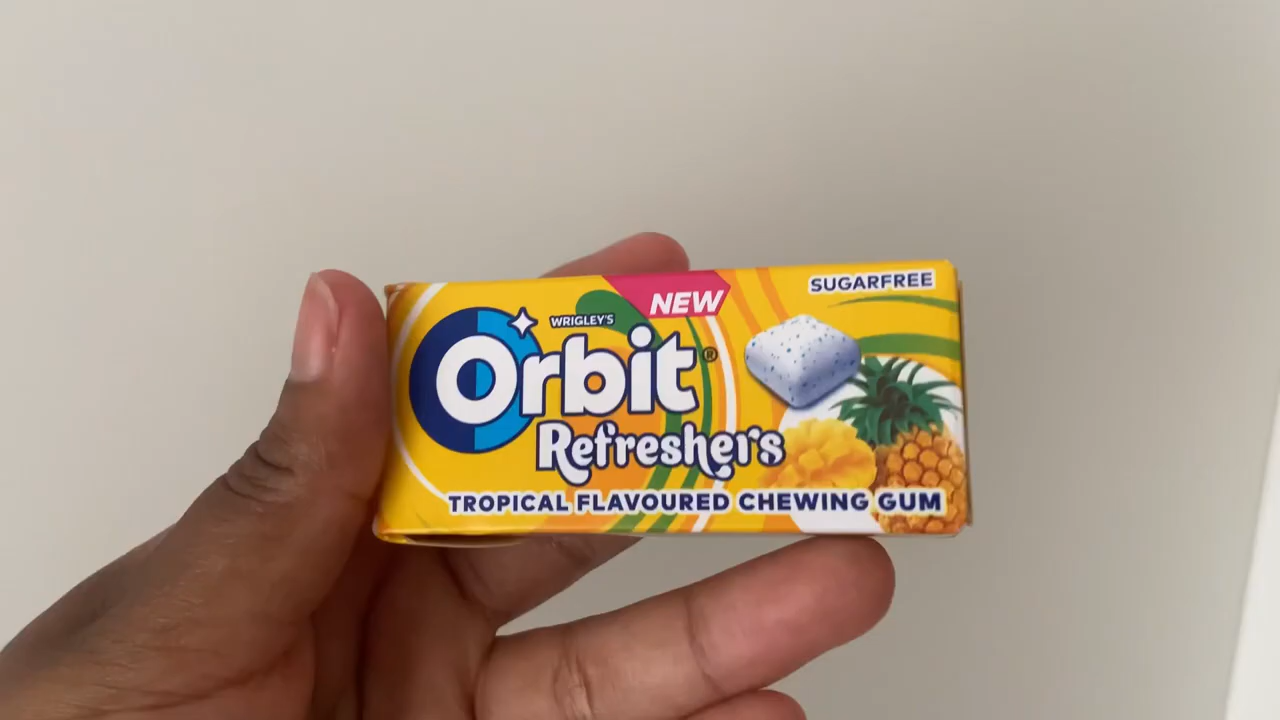 NEW
SUGARFREE
WRIGLEY'S
Orbit®
Refreshers
TROPICAL FLAVOURED CHEWING GUM